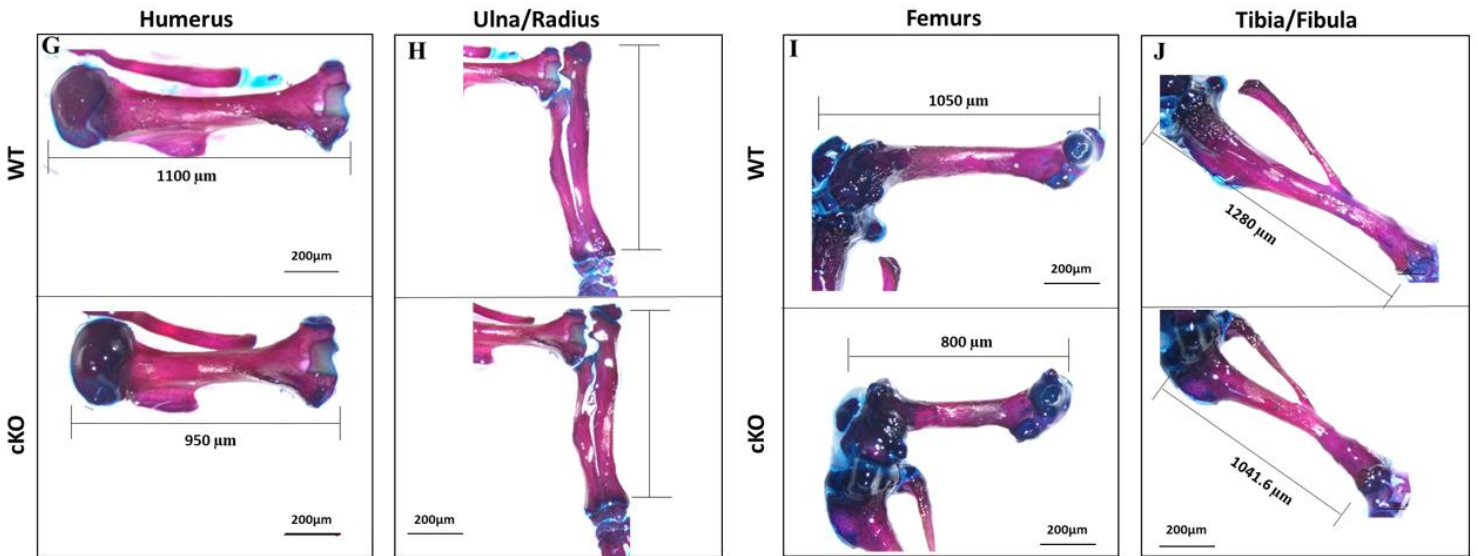 Humerus
Ulna/Radius
Femurs
Tibia/Fibula
WT
G
1100 µm
200µm
H
WT
I
1050 µm
200µm
J
1280 µm
cKO
950 µm
200µm
200µm
cKO
800 µm
200µm
1041.6 µm
200µm